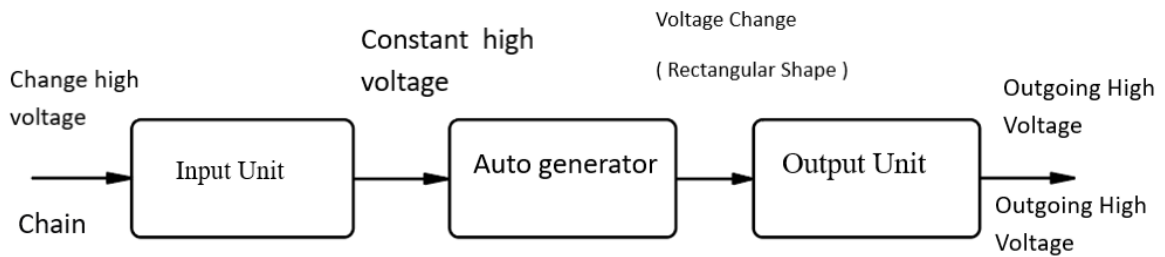 Change high
voltage
Chain
Input Unit
Constant high
voltage
Auto generator
Voltage Change
( Rectangular Shape )
Output Unit
Outgoing High
Voltage
Outgoing High
Voltage